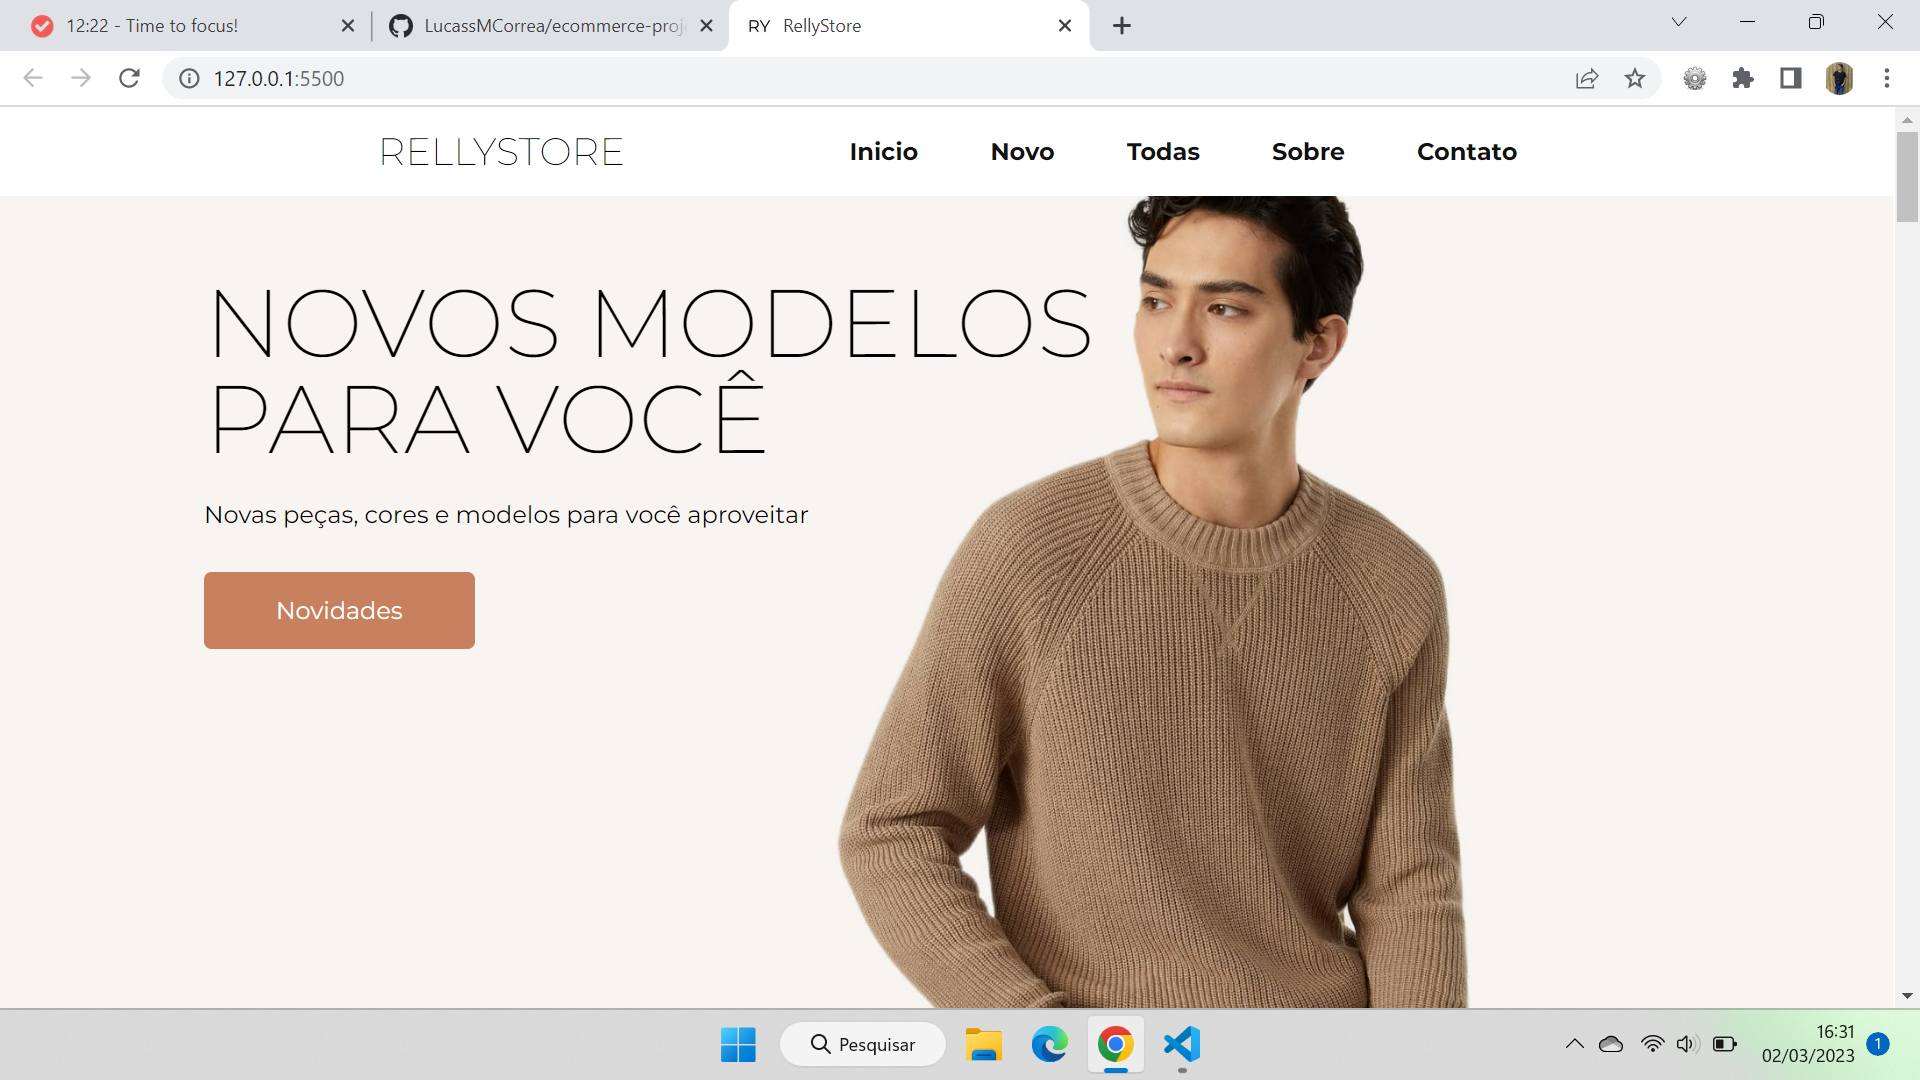 12:22 - Time to focus!
LucassMCorrea/ecommerce-proj
RY RellyStore
127.0.0.1:5500
RELLYSTORE
Inicio Novo Todas Sobre Contato
NOVOS MODELOS
PARA VOCÊ
Novas peças, cores e modelos para você aproveitar
Novidades
Pesquisar
16:31
02/03/2023
1